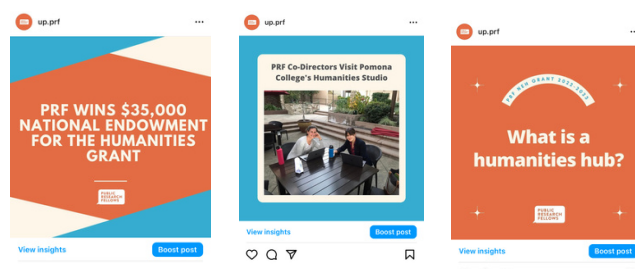 up.prf
PRF WINS $35,000
NATIONAL ENDOWMENT
FOR THE HUMANITIES
GRANT
PUBLIC
RESEARCH
FELLOWS
View insights
Boost post
up.prf
PRF Co-Directors Visit Pomona
College's Humanities Studio
View insights
Boost post
up.prf
PRF NEH GRANT 2022-2023
What is a
humanities hub?
PUBLIC
RESEARCH
FELLOWS
View insights
Boost post